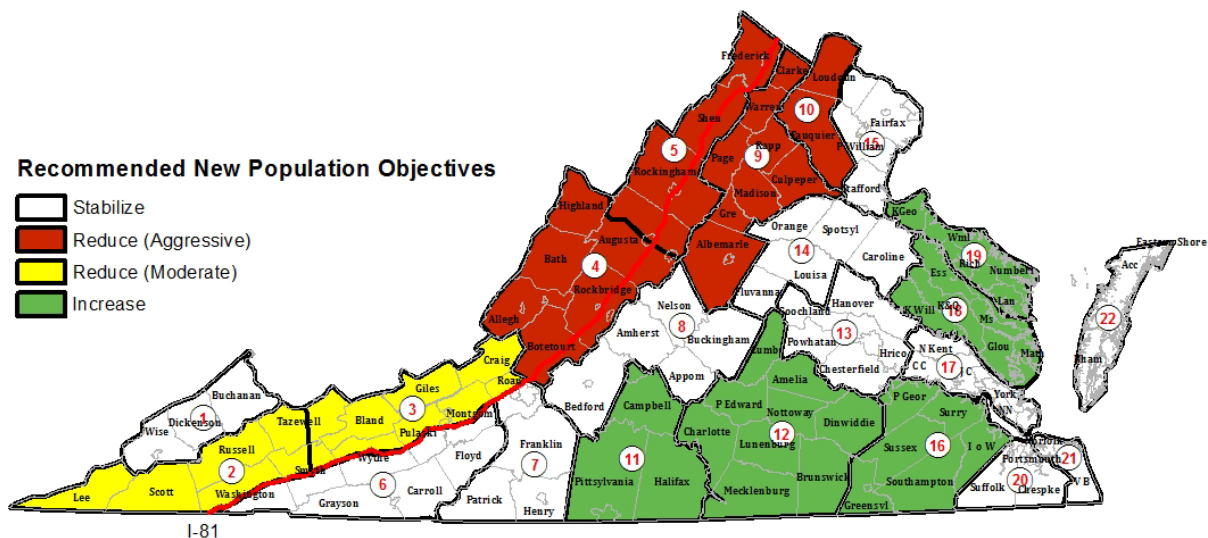 Recommended New Population Objectives
Stabilize
Reduce (Aggressive)
Reduce (Moderate)
Increase
Frederick
Clarke
Loudoun
Shen
Warren
10
Fairfax
5
Fauquier
15
Rapp
9
P William
Page
Rockingham
Culpeper
Stafford
Madison
Highland
Gre
KGeo
Orange
Spotsyl
Wml
Augusta
Albemarle
14
19
Eastern Shore
Bath
4
Rich
Numberl
Acc
Louisa
Caroline
Ess
Rockbridge
Fluvanna
Lan
Nelson
Hanover
K&Q
K Will
18
Ms
22
Allegh
Goochland
8
13
Amherst
Buckingham
Powhatan
Glou
Botetourt
Cumb
Hrico
N Kent
Math
Craig
Chesterfield
C C
17
J C
Nham
Roan
Appom
Giles
Amelia
Buchanan
3
Bedford
P Geor
York
Dickenson
1
Tazewell
Bland
Montgom
Campbell
P Edward
NN
Wise
Pulaski
Nottoway
Surry
Dinwiddie
Russell
Charlotte
12
Norfolk
Franklin
Lunenburg
Sussex
16
I o W
Portsmouth
21
Smyth
Wythe
Floyd
7
11
2
6
20
Lee
Scott
Washington
Carroll
Pittsylvania
Halifax
Brunswick
Southampton
Suffolk
V B
Grayson
Patrick
Mecklenburg
Chespke
Henry
Greensvl
I-81